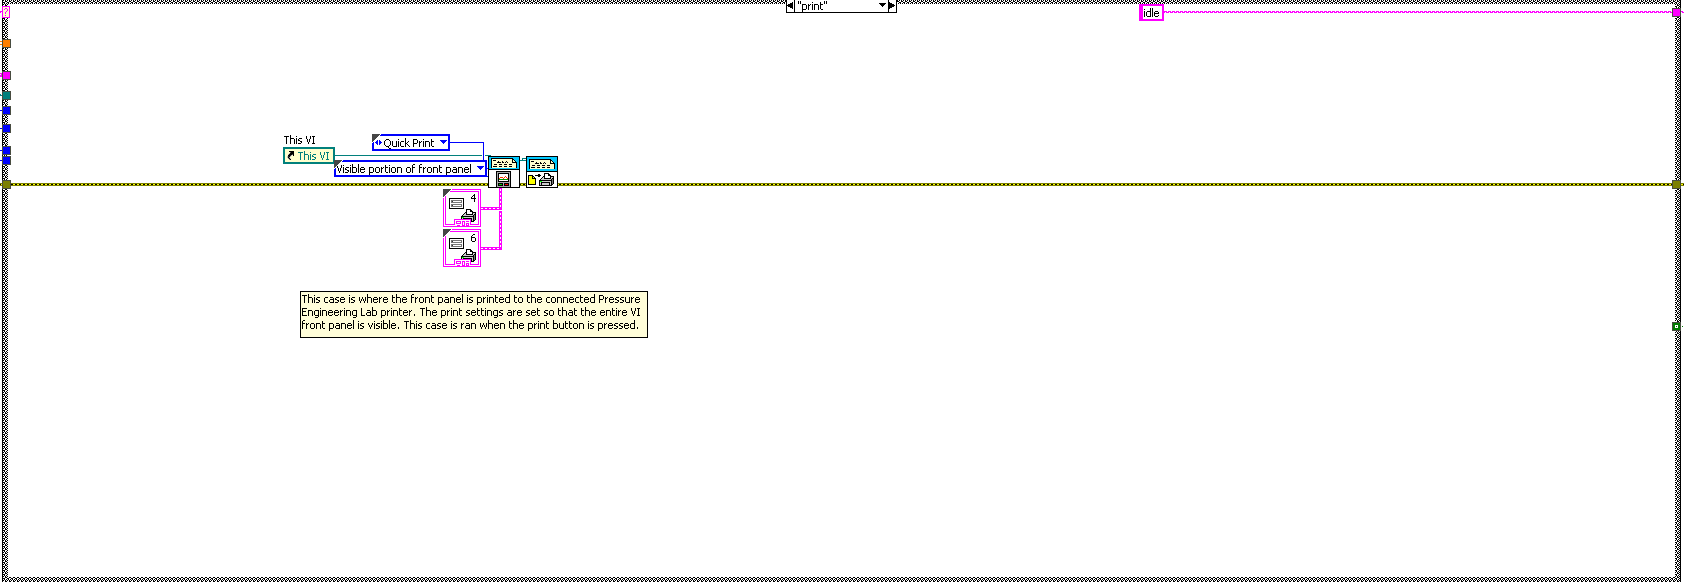 "print"
idle
?
This VI
Quick Print
This VI
Visible portion of front panel
4
6
This case is where the front panel is printed to the connected Pressure
Engineering Lab printer. The print settings are set so that the entire VI
front panel is visible. This case is ran when the print button is pressed.